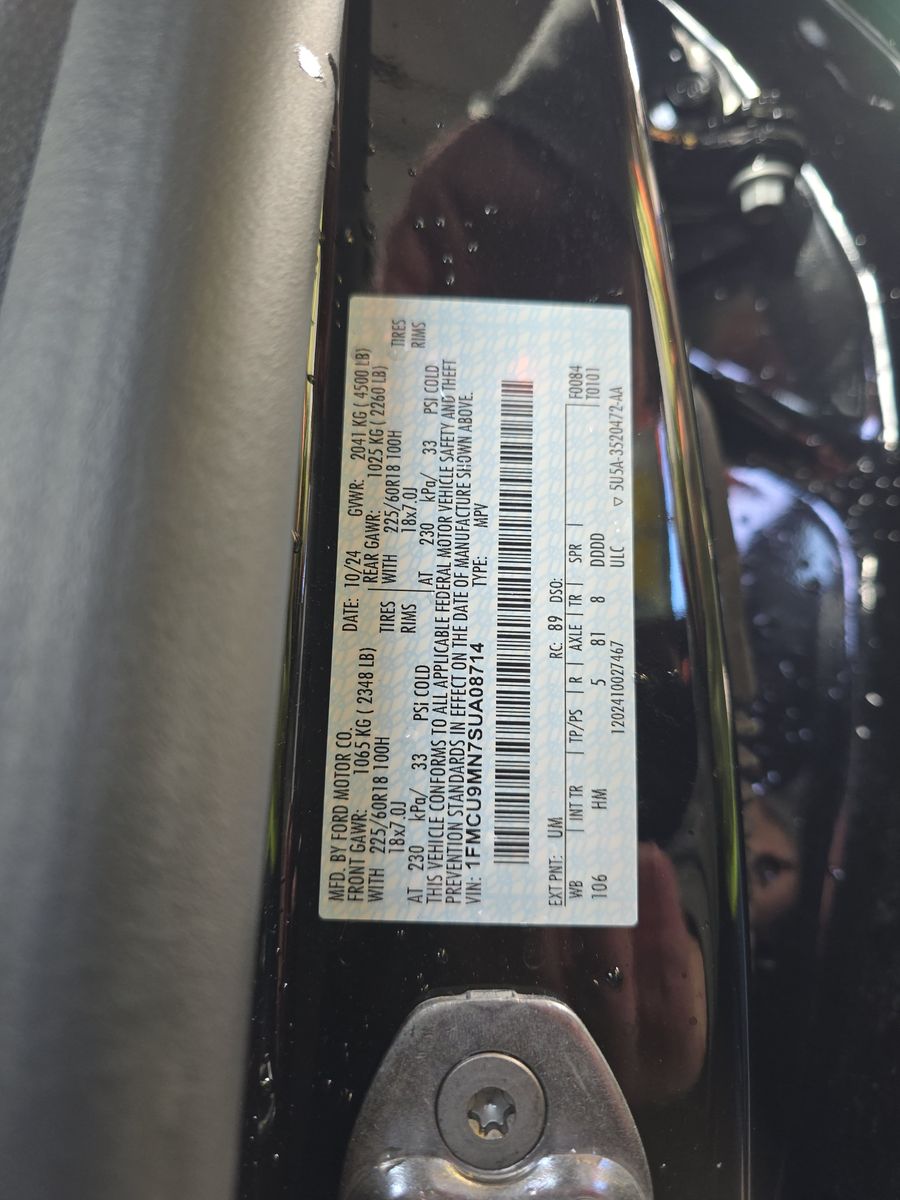 MFD. BY FORD MOTOR CO.
DATE: 10/24 GVWR: 2041 KG ( 4500 LB)
FRONT GAWR: 1065 KG ( 2348 LB) REAR GAWR: 1025 KG ( 2260 LB)
WITH 225/60R18 100H TIRES WITH 225/60R18 100H TIRES
18x7.0J RIMS 18x7.0J RIMS
AT 230 kPa/ 33 PSI COLD AT 230 kPa/ 33 PSI COLD
THIS VEHICLE CONFORMS TO ALL APPLICABLE FEDERAL MOTOR VEHICLE SAFETY AND THEFT
PREVENTION STANDARDS IN EFFECT ON THE DATE OF MANUFACTURE SHOWN ABOVE.
VIN: 1FMCU9MN7SUA08714 TYPE: MPV
EXT PNT: UM RC: 89 DSO:
WB INT TR TP/PS R AXLE TR SPR F0084
106 HM 5 81 8 DDDD T0101
120241002​7467 ULC ▽ SU5A-3520472-AA